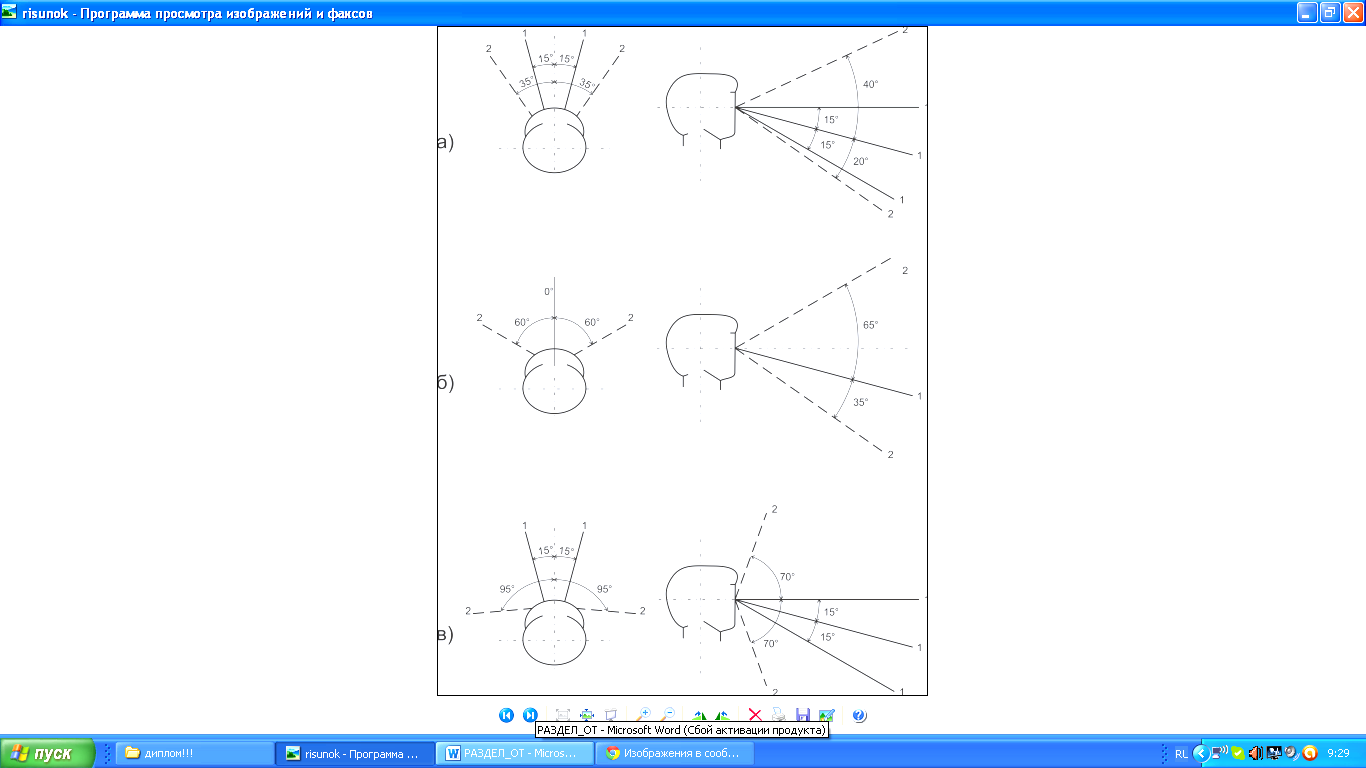 risunok - Программа просмотра изображений и факсов
1 1
2 2
15° 15°
35° 35°
2
40°
15°
1
15°
20°
1
2
а)
0°
2 60° 60° 2
2
65°
1
35°
2
б)
1 1
15° 15°
95° 95°
2 2
2
70°
15°
1
15°
70°
1
2
в)
РАЗДЕЛ_ОТ - Microsoft Word (Сбой активации продукта)
пуск
диплом!!!
risunok - Программа ...
РАЗДЕЛ_ОТ - Micros...
Изображения в сооб...
RL
9:29